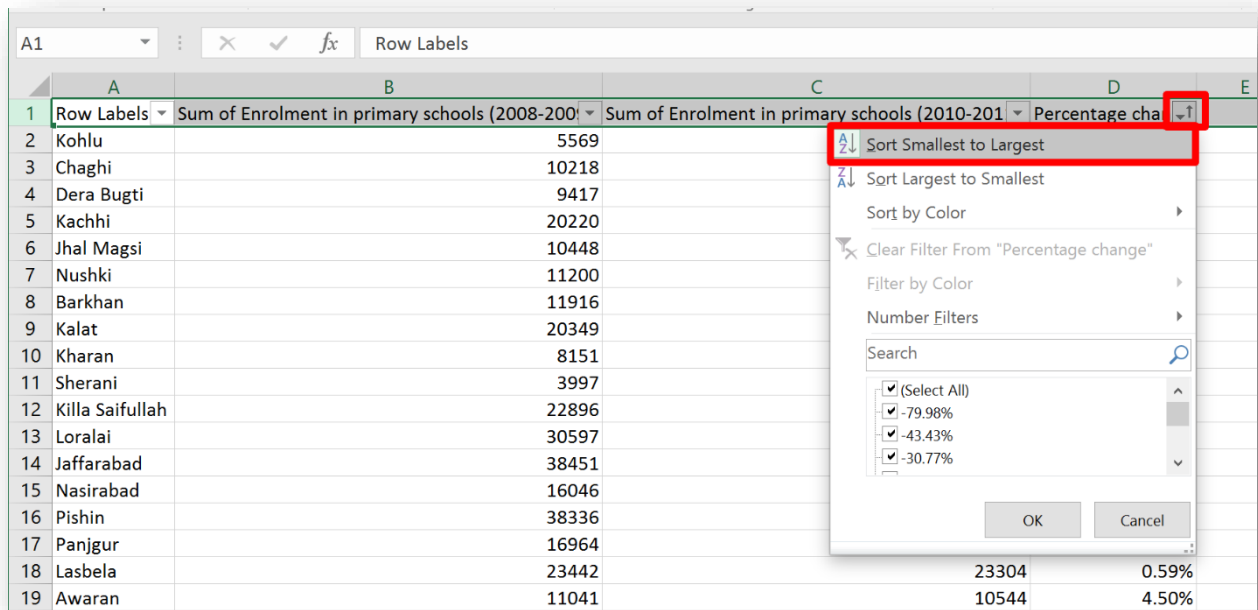 A1 fx Row Labels
A B C D E
1 Row Labels Sum of Enrolment in primary schools (2008-200 Sum of Enrolment in primary schools (2010-201 Percentage cha
2 Kohlu 5569
Sort Smallest to Largest
3 Chaghi 10218
Sort Largest to Smallest
4 Dera Bugti 9417
5 Kachhi 20220
Sort by Color
6 Jhal Magsi 10448
Clear Filter From "Percentage change"
7 Nushki 11200
Filter by Color
8 Barkhan 11916
Number Filters
9 Kalat 20349
10 Kharan 8151
Search
11 Sherani 3997
(Select All)
12 Killa Saifullah 22896
-79.98%
13 Loralai 30597
-43.43%
14 Jaffarabad 38451
-30.77%
15 Nasirabad 16046
16 Pishin 38336
OK Cancel
17 Panjgur 16964
18 Lasbela 23442 23304 0.59%
19 Awaran 11041 10544 4.50%